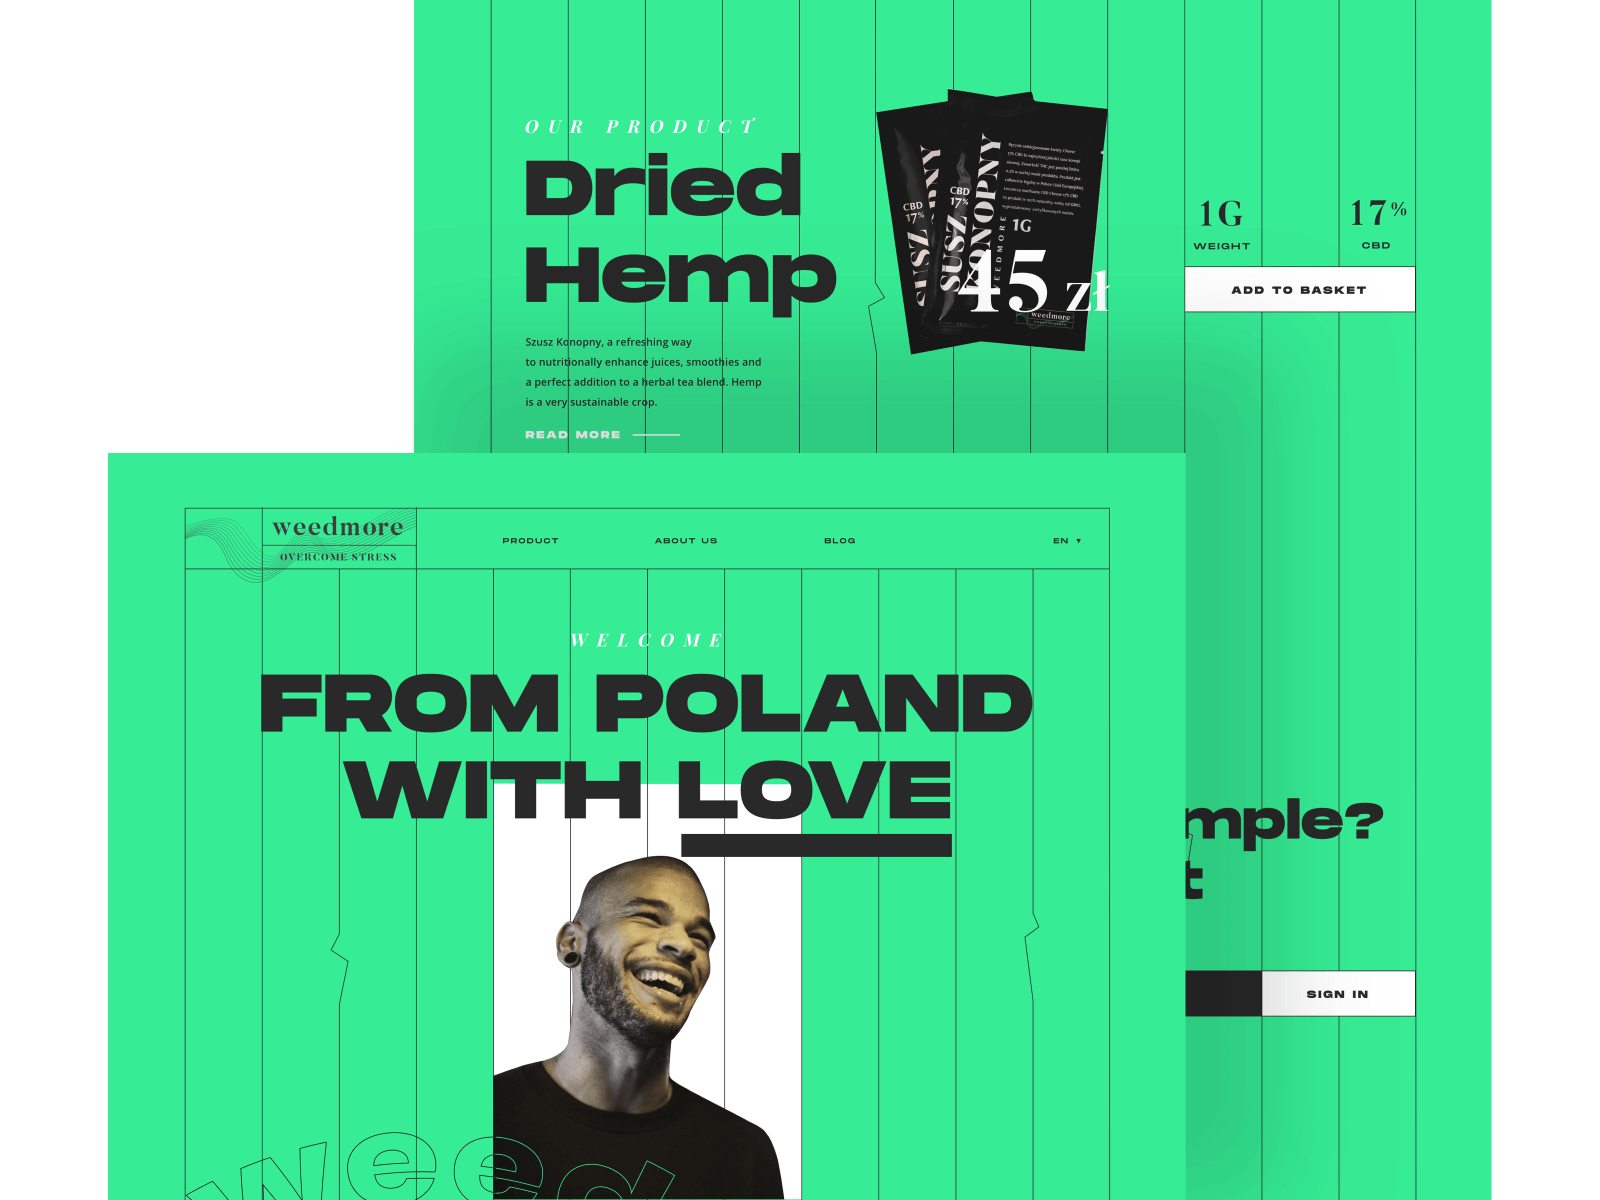 OUR PRODUCT
Dried
Hemp
Szusz Konopny, a refreshing way
to nutritionally enhance juices, smoothies and
a perfect addition to a herbal tea blend. Hemp
is a very sustainable crop.
READ MORE
CBD
17%
CBD
17%
SUSZ
KONOPNY
WEEDMORE
1G
45 zł
weedmore
1G
WEIGHT
17%
CBD
ADD TO BASKET
weedmore
OVERCOME STRESS
PRODUCT
ABOUT US
BLOG
EN ▼
WELCOME
FROM POLAND
WITH LOVE
mple?
t
SIGN IN
weed